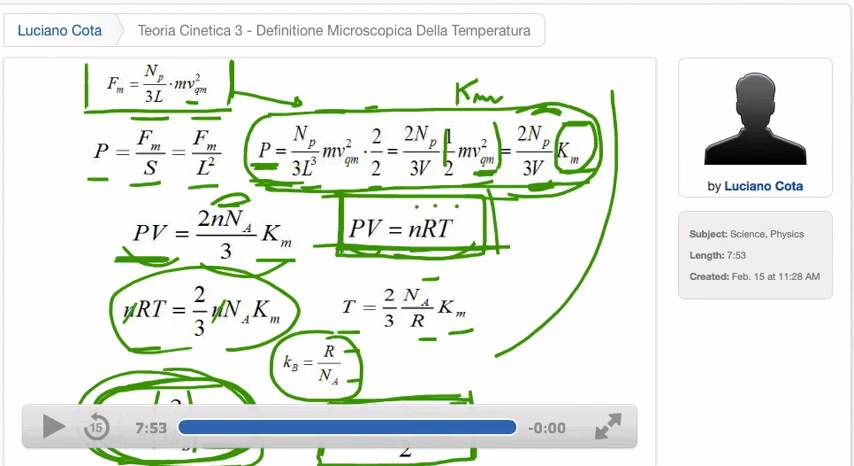 Luciano Cota
Teoria Cinetica 3 - Definitione Microscopica Della Temperatura
F_m = N_p/3L · mv²_qm
K_m
P = F_m/S = F_m/L²
P = N_p/3L³ mv²_qm · 2/2 = 2N_p/3V 1/2 mv²_qm = 2N_p/3V K_m
PV = 2nN_A/3 K_m
PV = nRT
nRT = 2/3 nN_A K_m
T = 2/3 N_A/R K_m
k_B = R/N_A
2
15
7:53
-0:00
by Luciano Cota
Subject: Science, Physics
Length: 7:53
Created: Feb. 15 at 11:28 AM